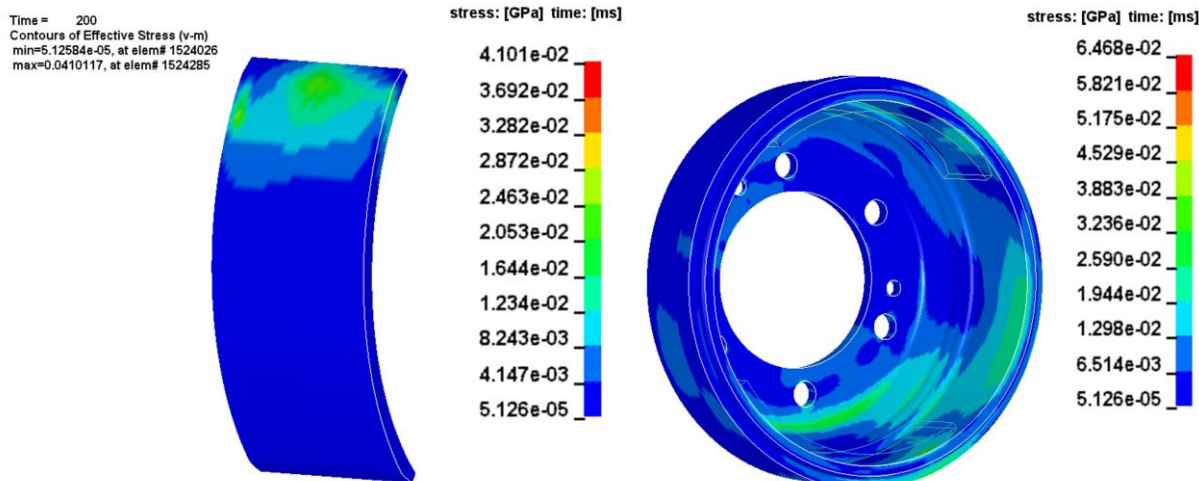 Time =     200
Contours of Effective Stress (v-m)
min=5.12584e-05, at elem# 1524026
max=0.0410117, at elem# 1524285
stress: [GPa] time: [ms]
4.101e-02
3.692e-02
3.282e-02
2.872e-02
2.463e-02
2.053e-02
1.644e-02
1.234e-02
8.243e-03
4.147e-03
5.126e-05
stress: [GPa] time: [ms]
6.468e-02
5.821e-02
5.175e-02
4.529e-02
3.883e-02
3.236e-02
2.590e-02
1.944e-02
1.298e-02
6.514e-03
5.126e-05